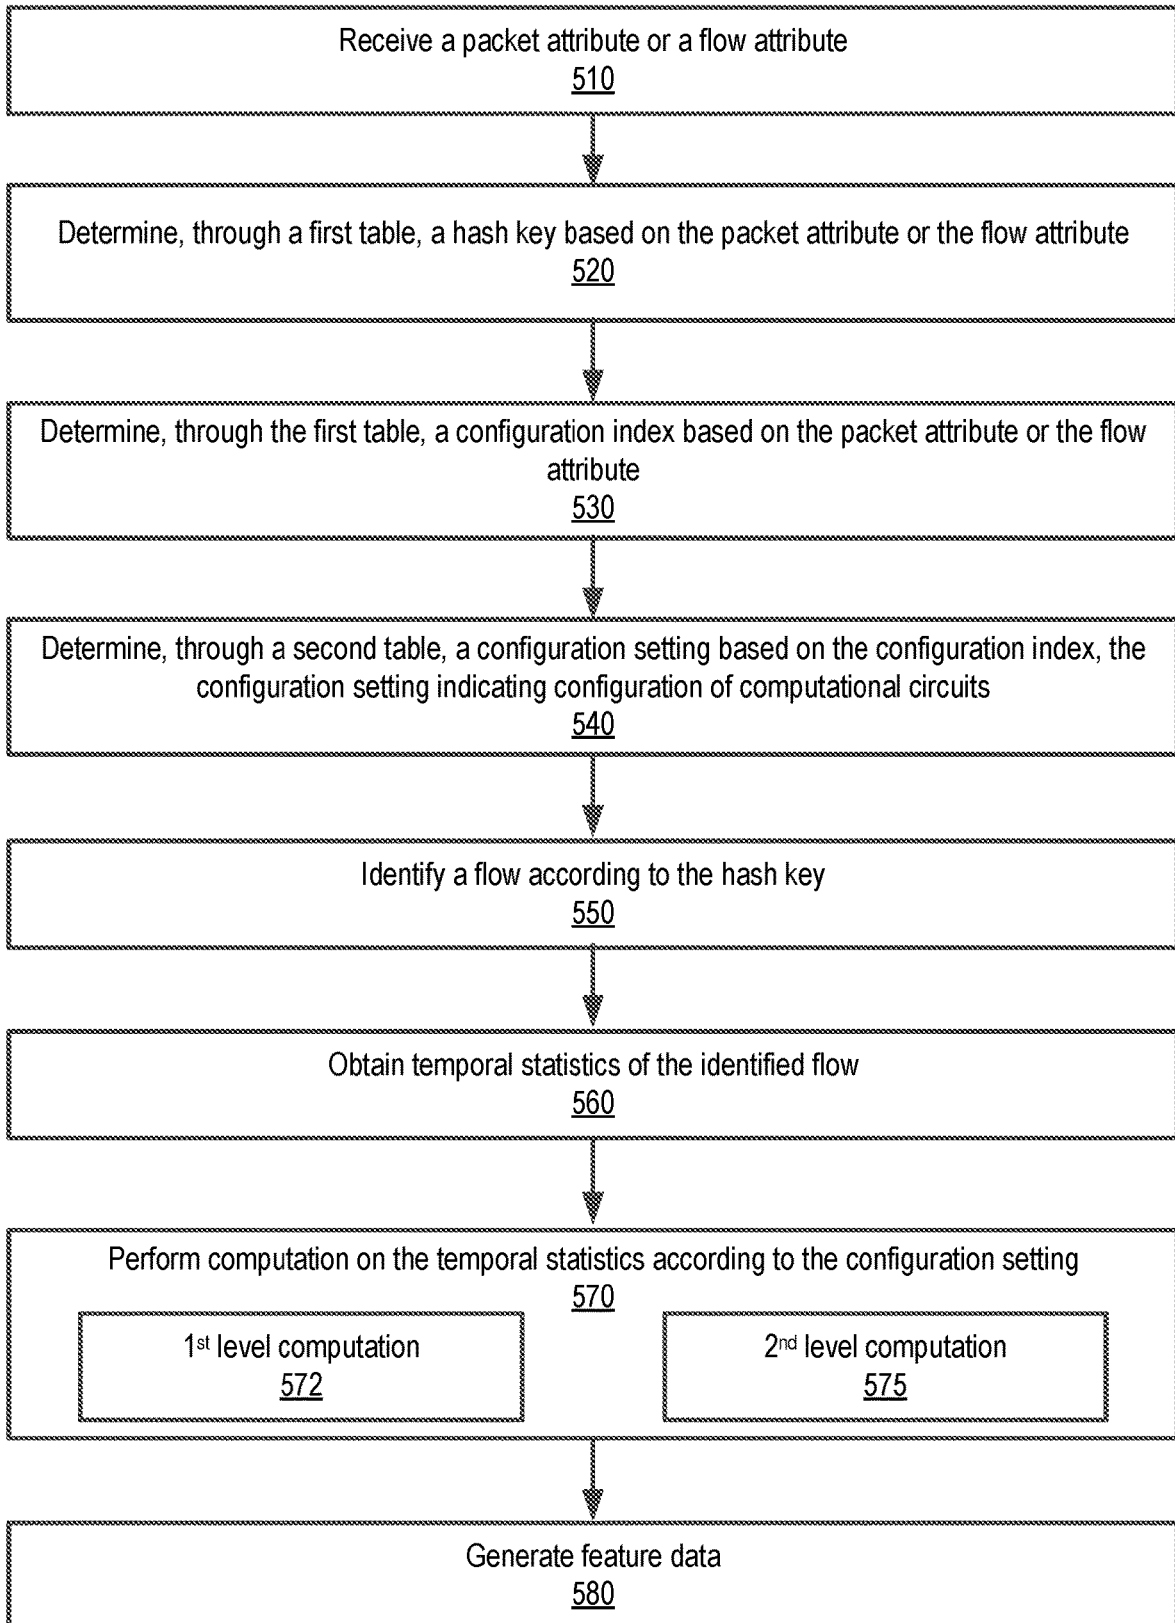 Receive a packet attribute or a flow attribute
510
Determine, through a first table, a hash key based on the packet attribute or the flow attribute
520
Determine, through the first table, a configuration index based on the packet attribute or the flow
attribute
530
Determine, through a second table, a configuration setting based on the configuration index, the
configuration setting indicating configuration of computational circuits
540
Identify a flow according to the hash key
550
Obtain temporal statistics of the identified flow
560
Perform computation on the temporal statistics according to the configuration setting
570
1st level computation
572
2nd level computation
575
Generate feature data
580